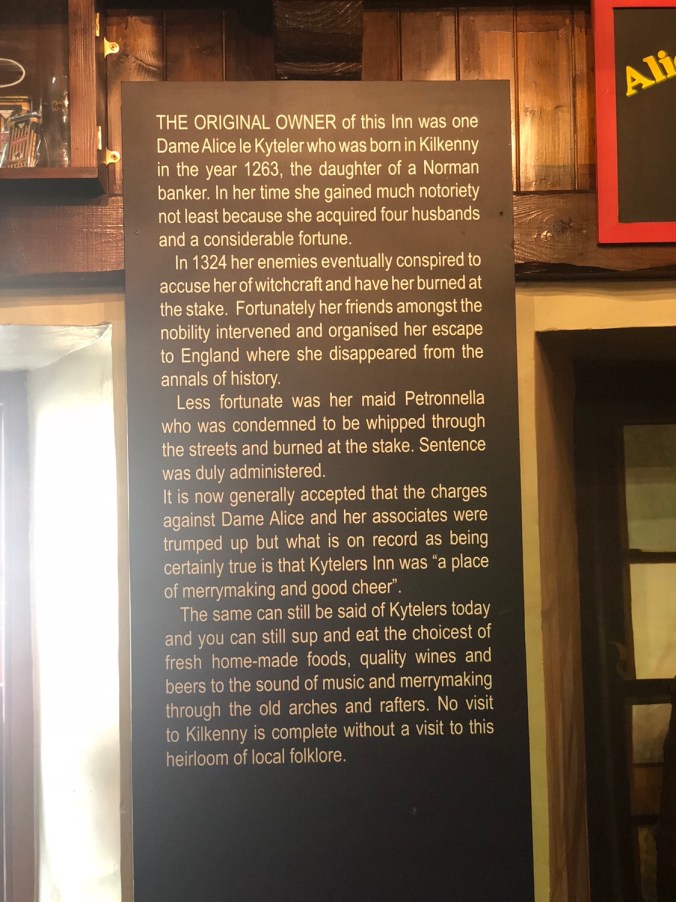 THE ORIGINAL OWNER of this Inn was one
Dame Alice le Kyteler who was born in Kilkenny
in the year 1263, the daughter of a Norman
banker. In her time she gained much notoriety
not least because she acquired four husbands
and a considerable fortune.
In 1324 her enemies eventually conspired to
accuse her of witchcraft and have her burned at
the stake. Fortunately her friends amongst the
nobility intervened and organised her escape
to England where she disappeared from the
annals of history.
Less fortunate was her maid Petronnella
who was condemned to be whipped through
the streets and burned at the stake. Sentence
was duly administered.
It is now generally accepted that the charges
against Dame Alice and her associates were
trumped up but what is on record as being
certainly true is that Kytelers Inn was “a place
of merrymaking and good cheer”.
The same can still be said of Kytelers today
and you can still sup and eat the choicest of
fresh home-made foods, quality wines and
beers to the sound of music and merrymaking
through the old arches and rafters. No visit
to Kilkenny is complete without a visit to this
heirloom of local folklore.